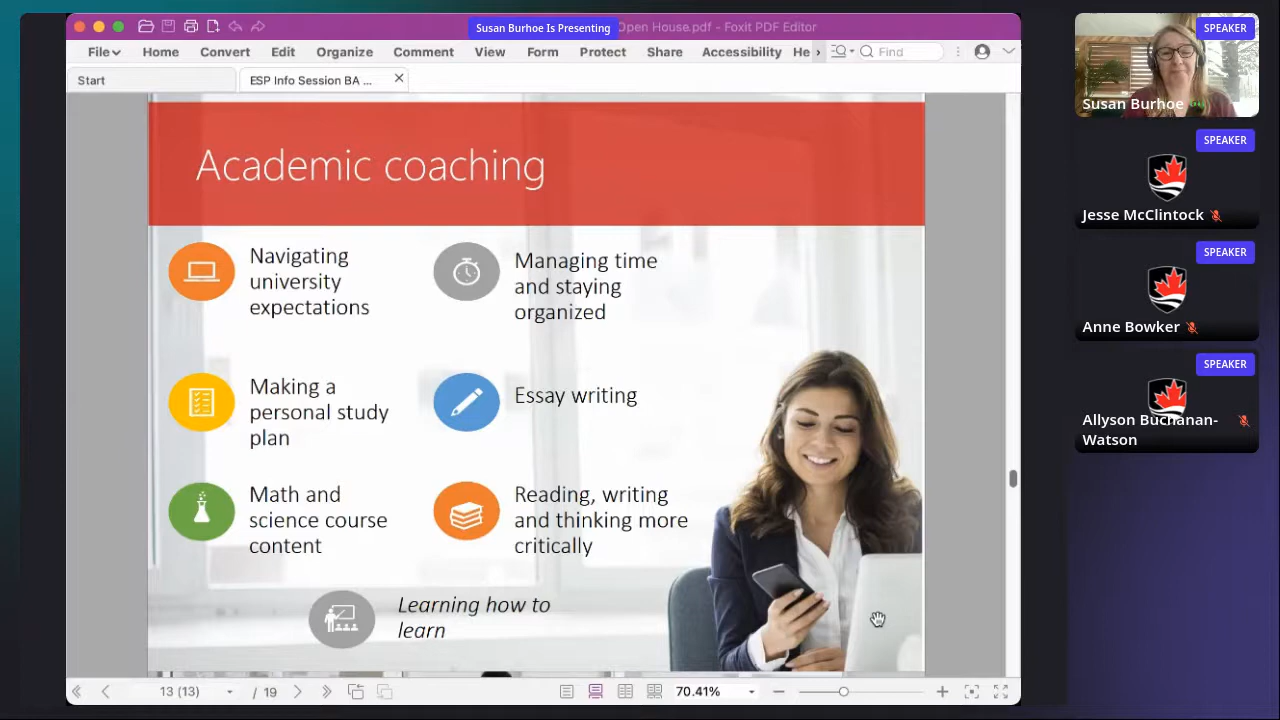 Susan Burhoe Is Presenting
Open House.pdf - Foxit PDF Editor
File Home Convert Edit Organize Comment View Form Protect Share Accessibility He Find
Start
ESP Info Session BA ...
Academic coaching
Navigating
university
expectations
Managing time
and staying
organized
Making a
personal study
plan
Essay writing
Math and
science course
content
Reading, writing
and thinking more
critically
Learning how to
learn
13 (13) / 19 70.41%
SPEAKER
Susan Burhoe
SPEAKER
Jesse McClintock
SPEAKER
Anne Bowker
SPEAKER
Allyson Buchanan-
Watson